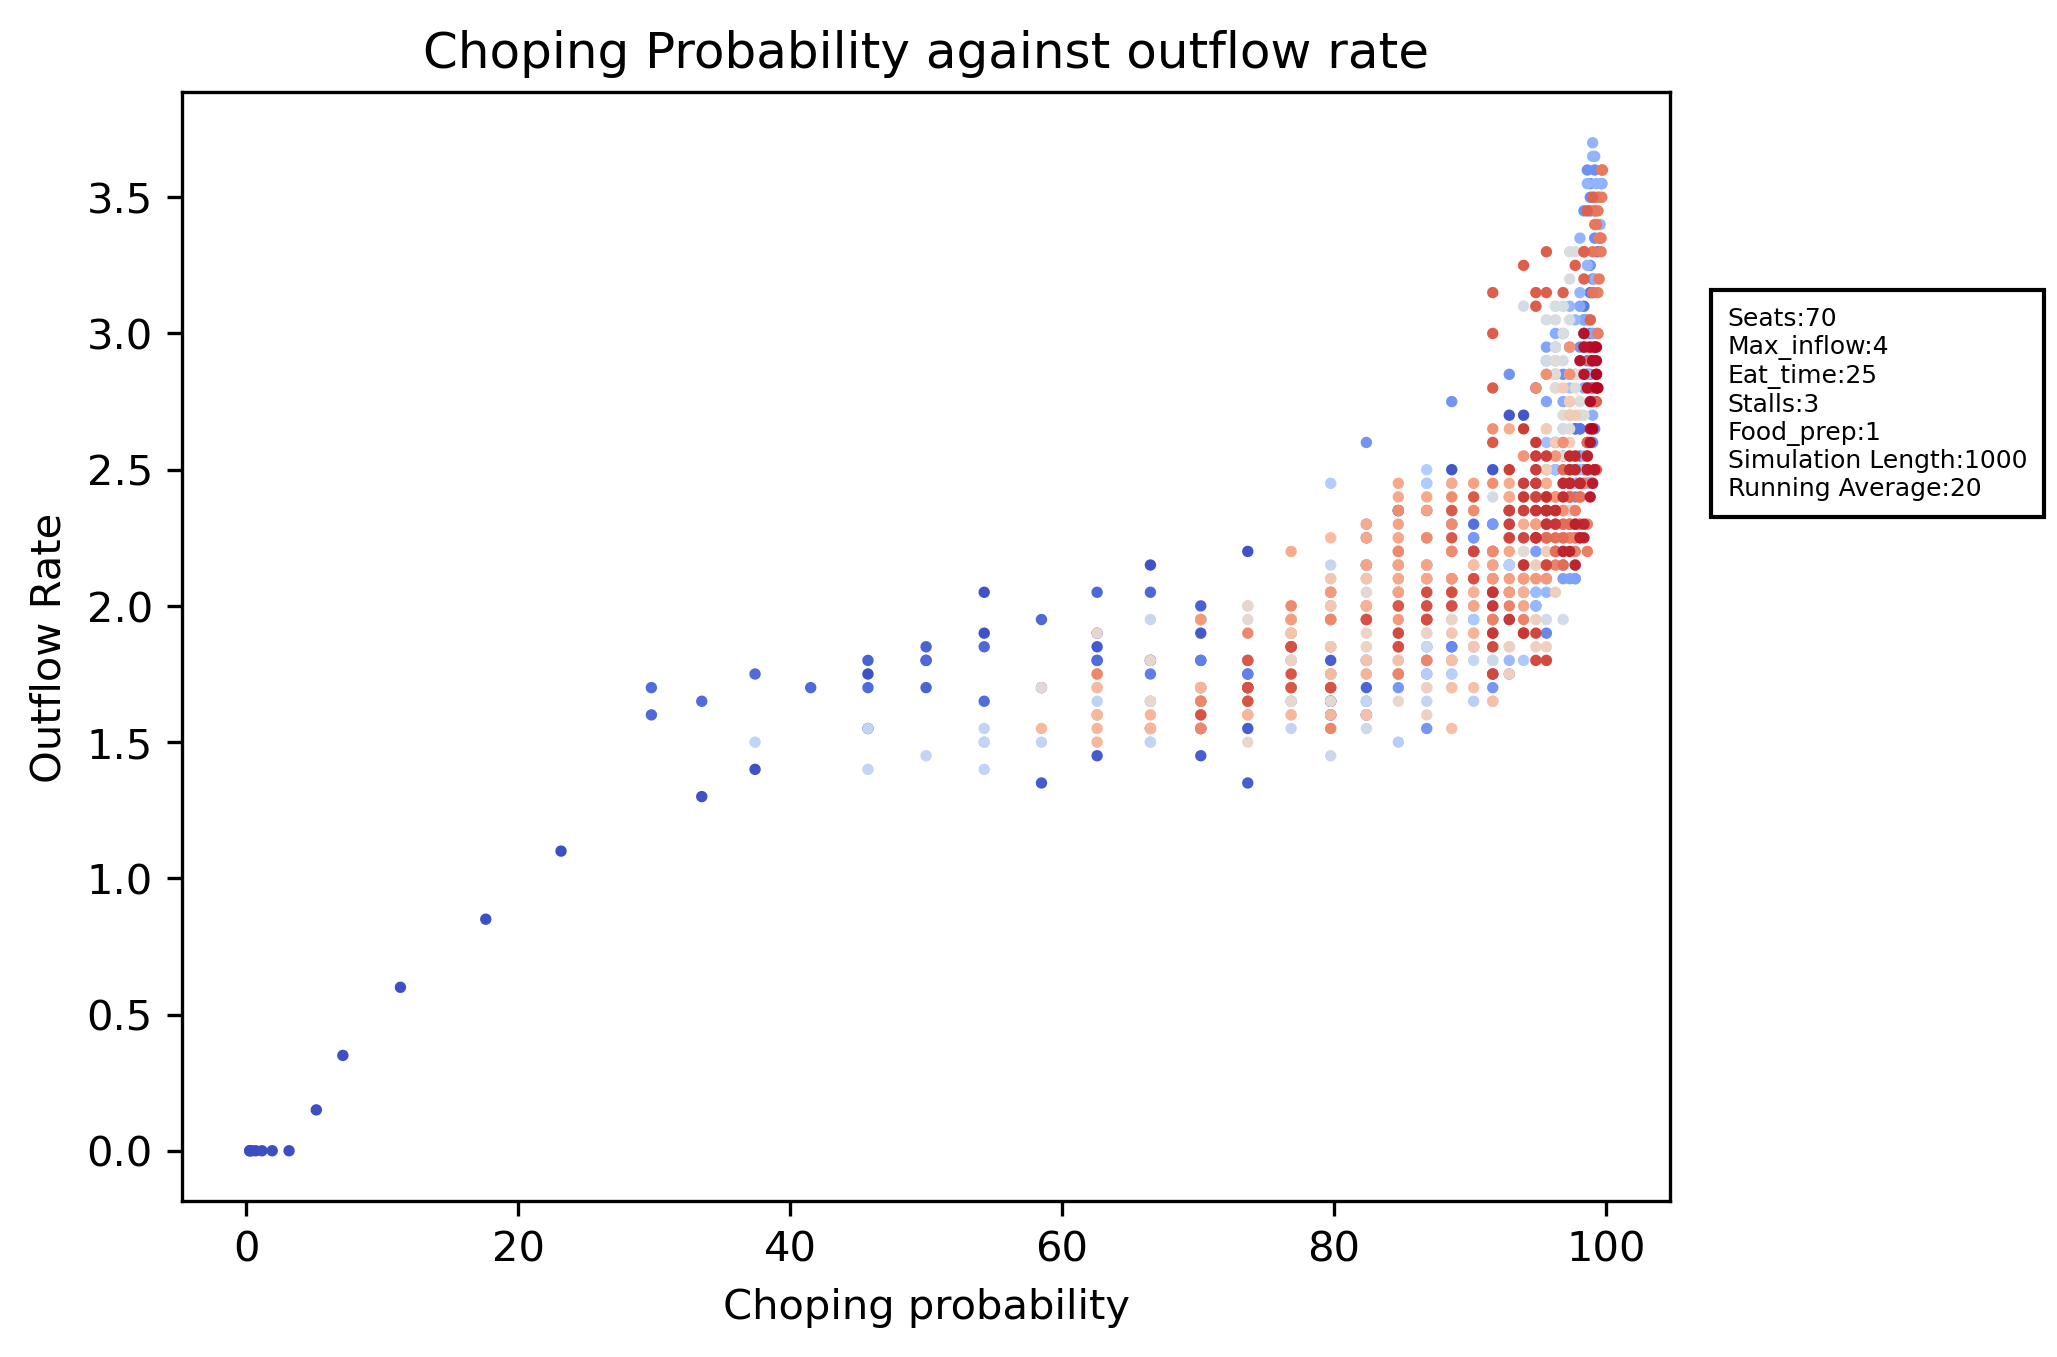 Choping Probability against outflow rate
3.5
3.0
2.5
2.0
1.5
1.0
0.5
0.0
Outflow Rate
0 20 40 60 80 100
Choping probability
Seats:70
Max_inflow:4
Eat_time:25
Stalls:3
Food_prep:1
Simulation Length:1000
Running Average:20